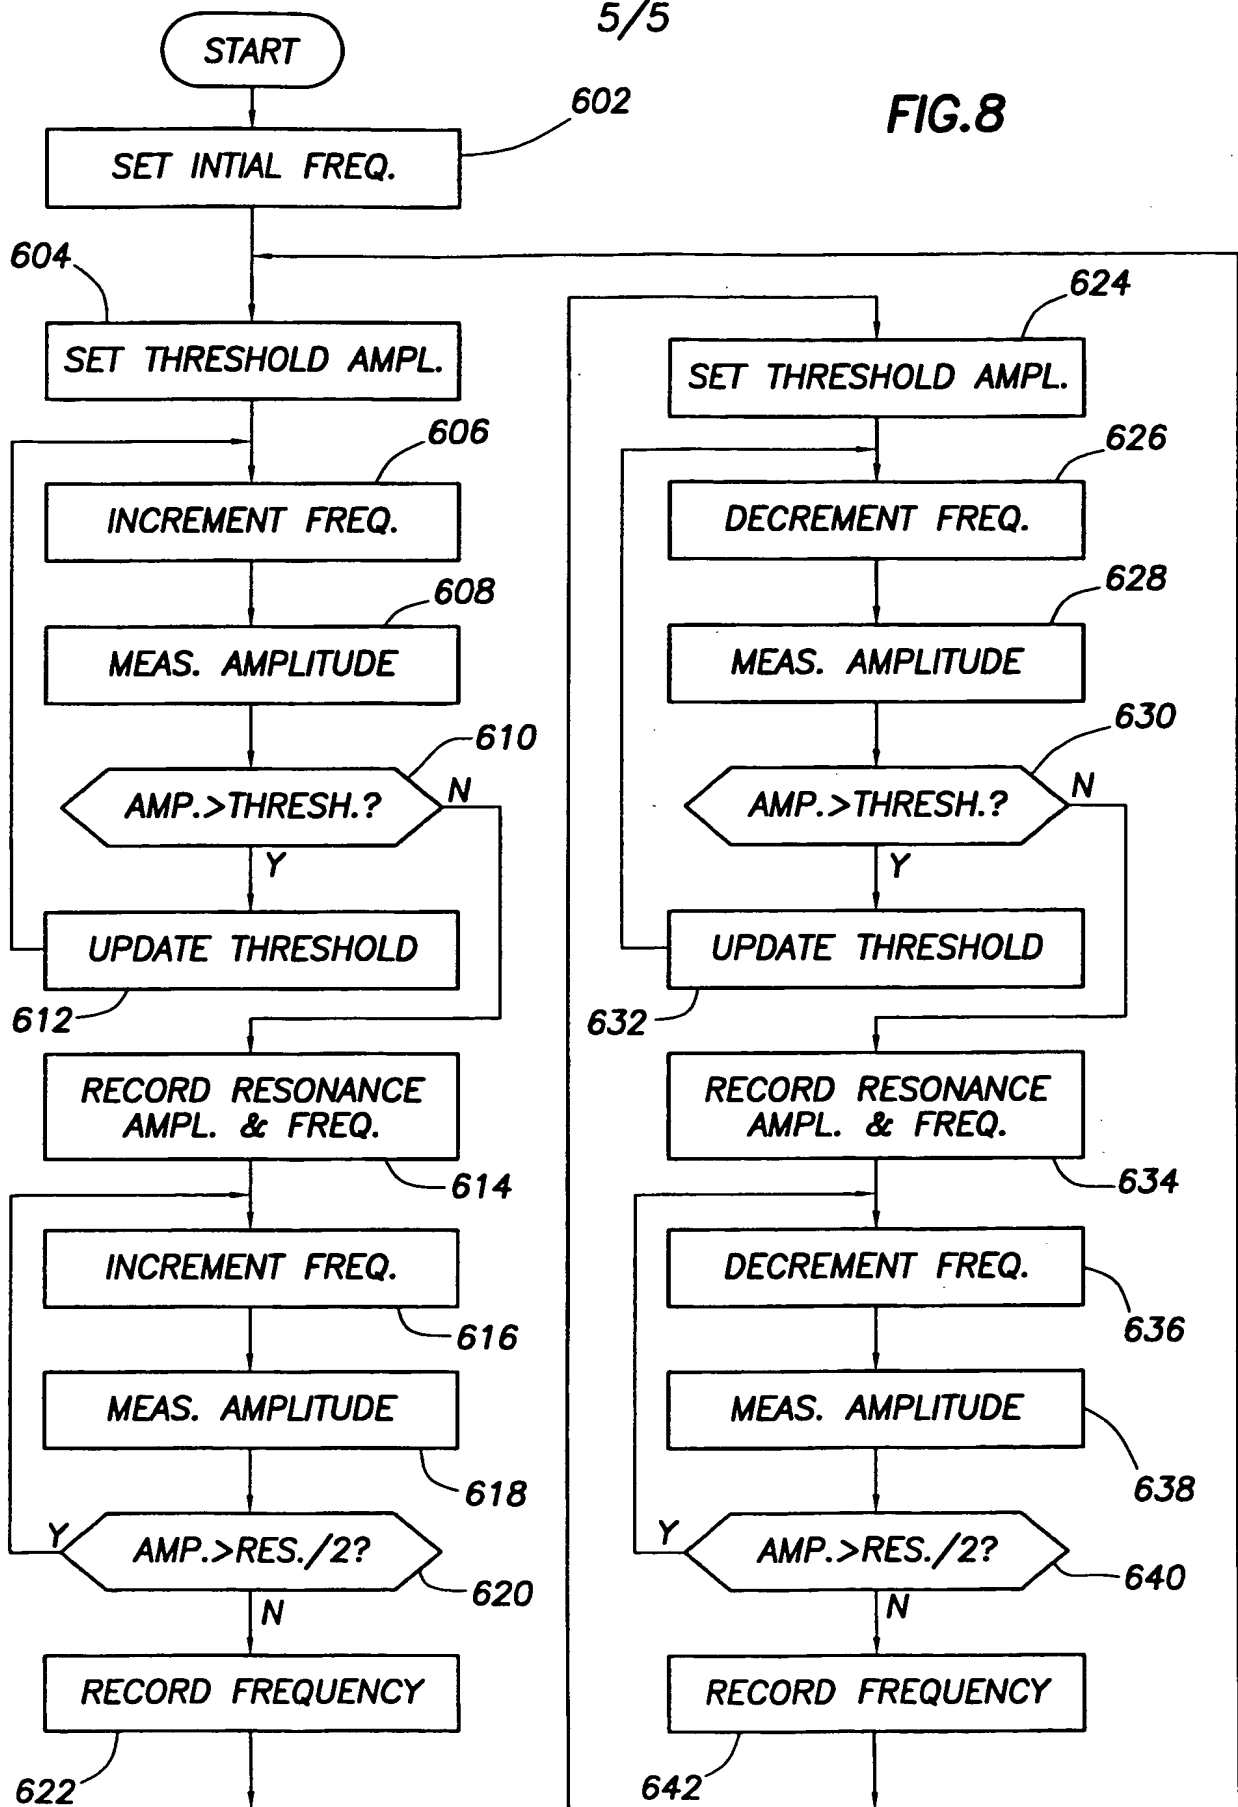 5/5
FIG.8
START
602
SET INTIAL FREQ.
604
SET THRESHOLD AMPL.
606
INCREMENT FREQ.
608
MEAS. AMPLITUDE
610
AMP.>THRESH.?
N
Y
UPDATE THRESHOLD
612
RECORD RESONANCE
AMPL. & FREQ.
614
INCREMENT FREQ.
616
MEAS. AMPLITUDE
618
Y
AMP.>RES./2?
620
N
RECORD FREQUENCY
622
624
SET THRESHOLD AMPL.
626
DECREMENT FREQ.
628
MEAS. AMPLITUDE
630
AMP.>THRESH.?
N
Y
UPDATE THRESHOLD
632
RECORD RESONANCE
AMPL. & FREQ.
634
DECREMENT FREQ.
636
MEAS. AMPLITUDE
638
Y
AMP.>RES./2?
640
N
RECORD FREQUENCY
642